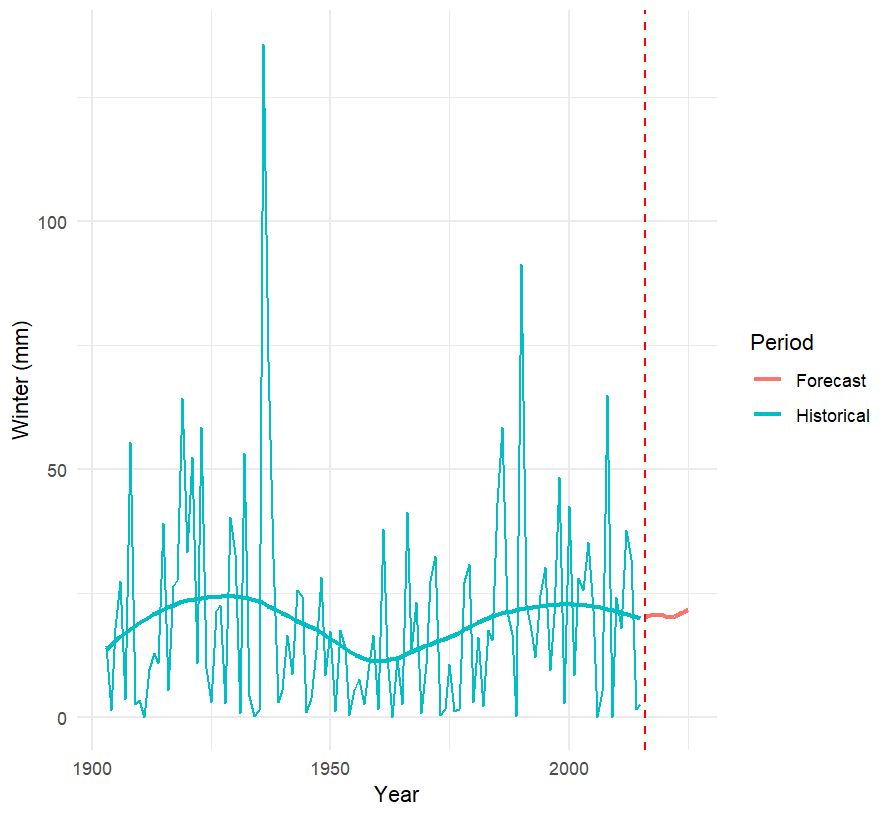 100
50
0
Winter (mm)
1900
1950
2000
Year
Period
Forecast
Historical